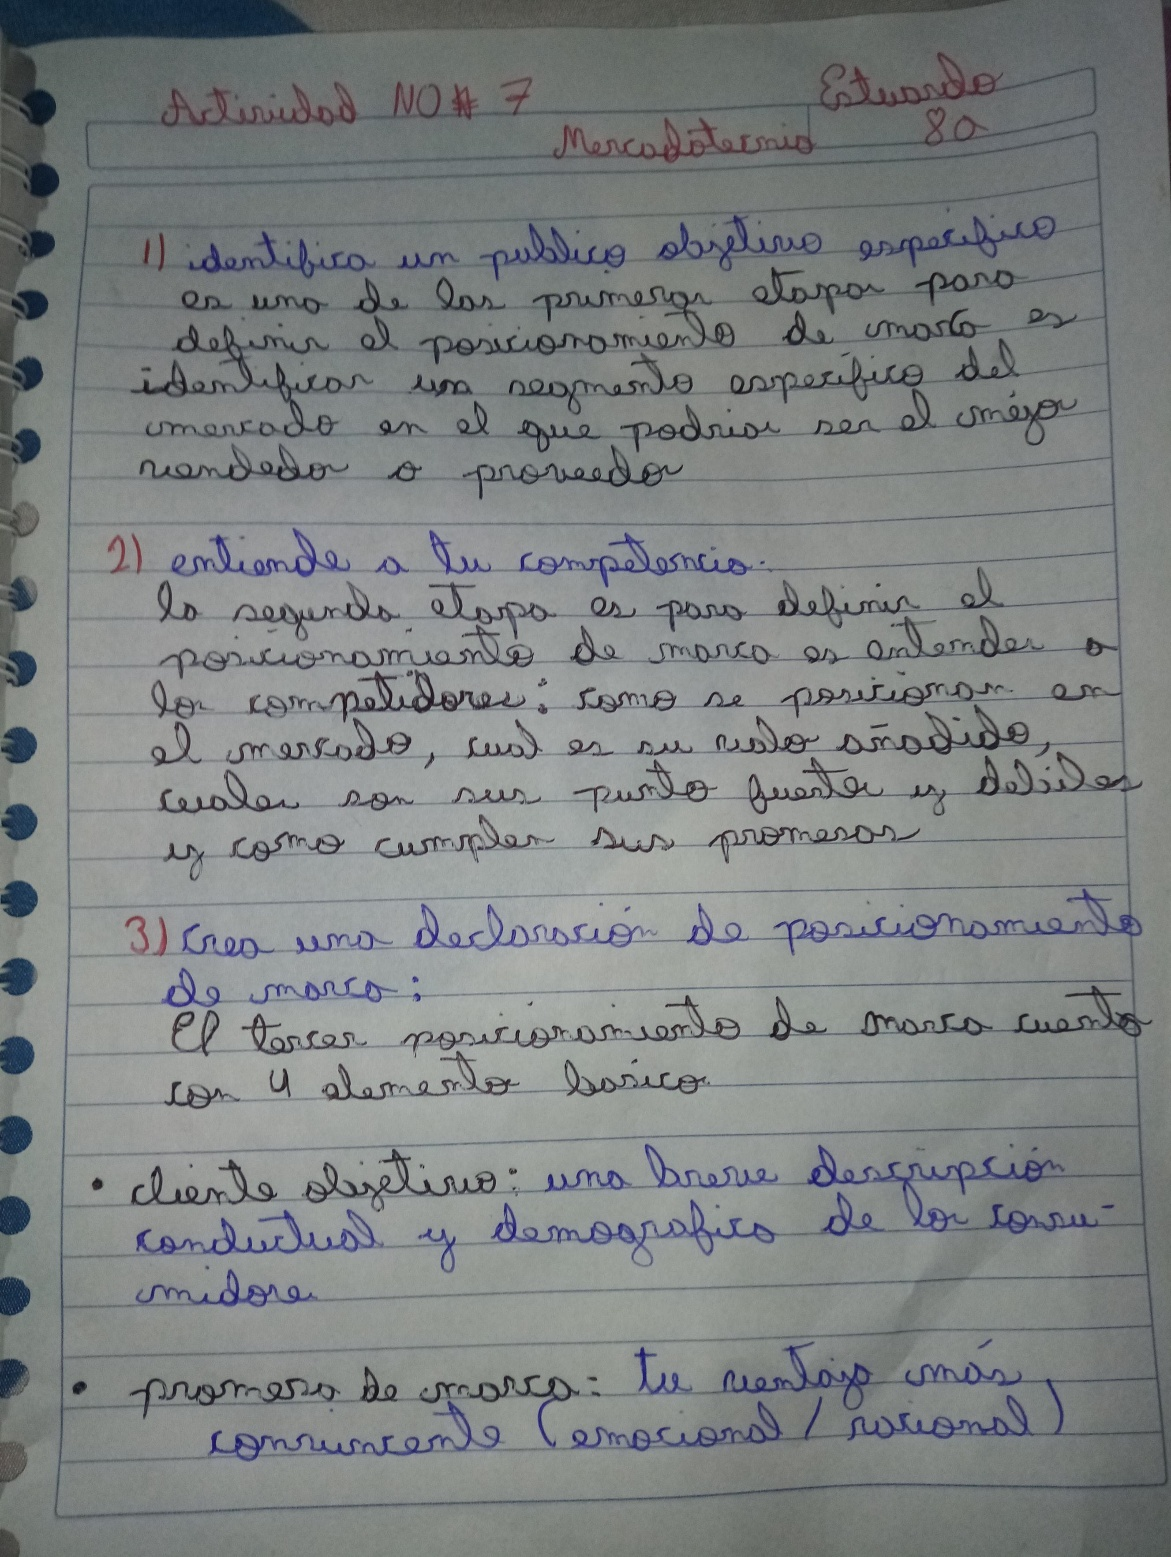 Actividad NO# 7
Estuardo
Mercadotecnia
8a
1) identifica un publico objetivo especifico
es uno de las primeras etapas para
definir el posicionamiento de marca es
identificar un segmento especifico del
mercado en el que podrias ser el mejor
vendedor o proveedor
2) entiende a tu competencia.
la segunda etapa es para definir el
posicionamiento de marca es entender a
los competidores: como se posicionan en
el mercado, cual es su valo añadido,
cuales son sus punto fuertes y debiles
y como cumplen sus promesas
3) Crea una declaración de posicionamiento
de marca:
El tercer posicionamiento de marca cuenta
con 4 elementos basicos
• cliente objetivo: una breve descripción
conductual y demografica de los consu-
midores
• promesa de marca: tu ventaja más
convincente (emocional / racional)